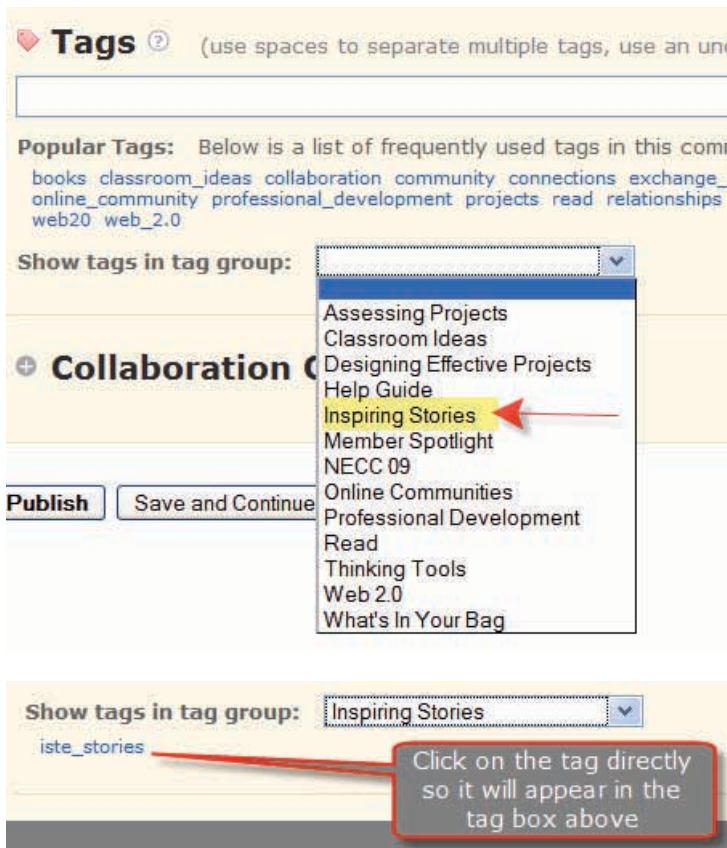 Tags (use spaces to separate multiple tags, use an
Popular Tags: Below is a list of frequently used tags in this
books classroom_ideas collaboration community connections exchange_
online_community professional_development projects read relationships
web20 web_2.0
Show tags in tag group:
Assessing Projects
Classroom Ideas
Designing Effective Projects
Help Guide
Inspiring Stories
Member Spotlight
NECC 09
Online Communities
Professional Development
Read
Thinking Tools
Web 2.0
What's In Your Bag
Collaboration
Publish Save and Continue
Show tags in tag group: Inspiring Stories
iste_stories
Click on the tag directly
so it will appear in the
tag box above